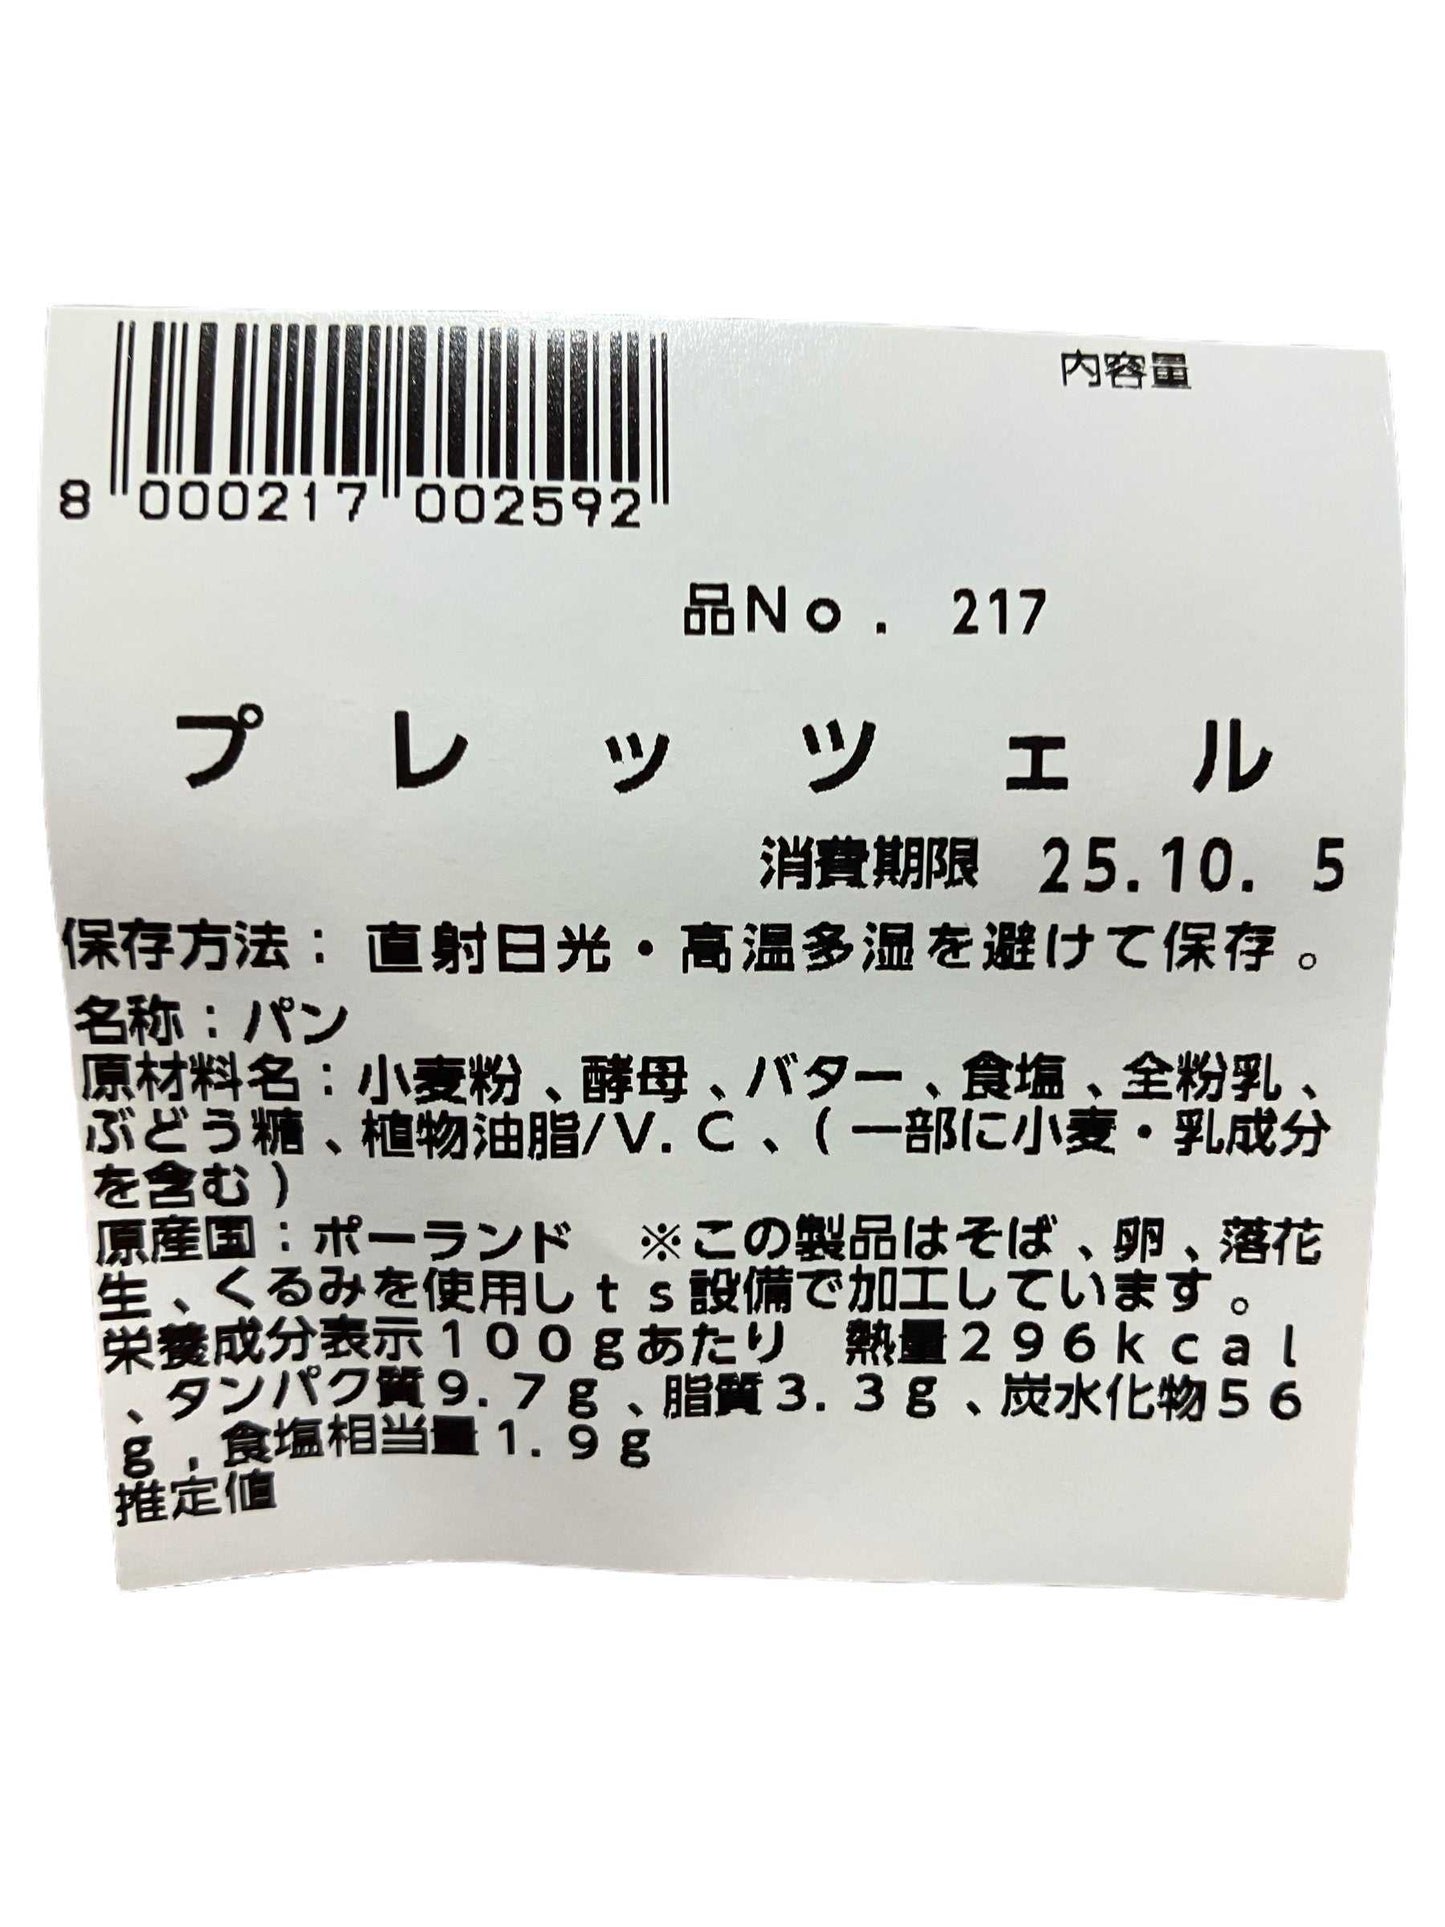 内容量
8 000217 002592
品No. 217
プレッツェル
消費期限 25.10. 5
保存方法：直射日光・高温多湿を避けて保存。
名称：パン
原材料名：小麦粉、酵母、バター、食塩、全粉乳、
ぶどう糖、植物油脂/V.C、(一部に小麦・乳成分
を含む)
原産国：ポーランド　※この製品はそば、卵、落花
生、くるみを使用しts設備で加工しています。
栄養成分表示100gあたり　熱量296kcal
、タンパク質9.7g、脂質3.3g、炭水化物56
g，食塩相当量1.9g
推定値